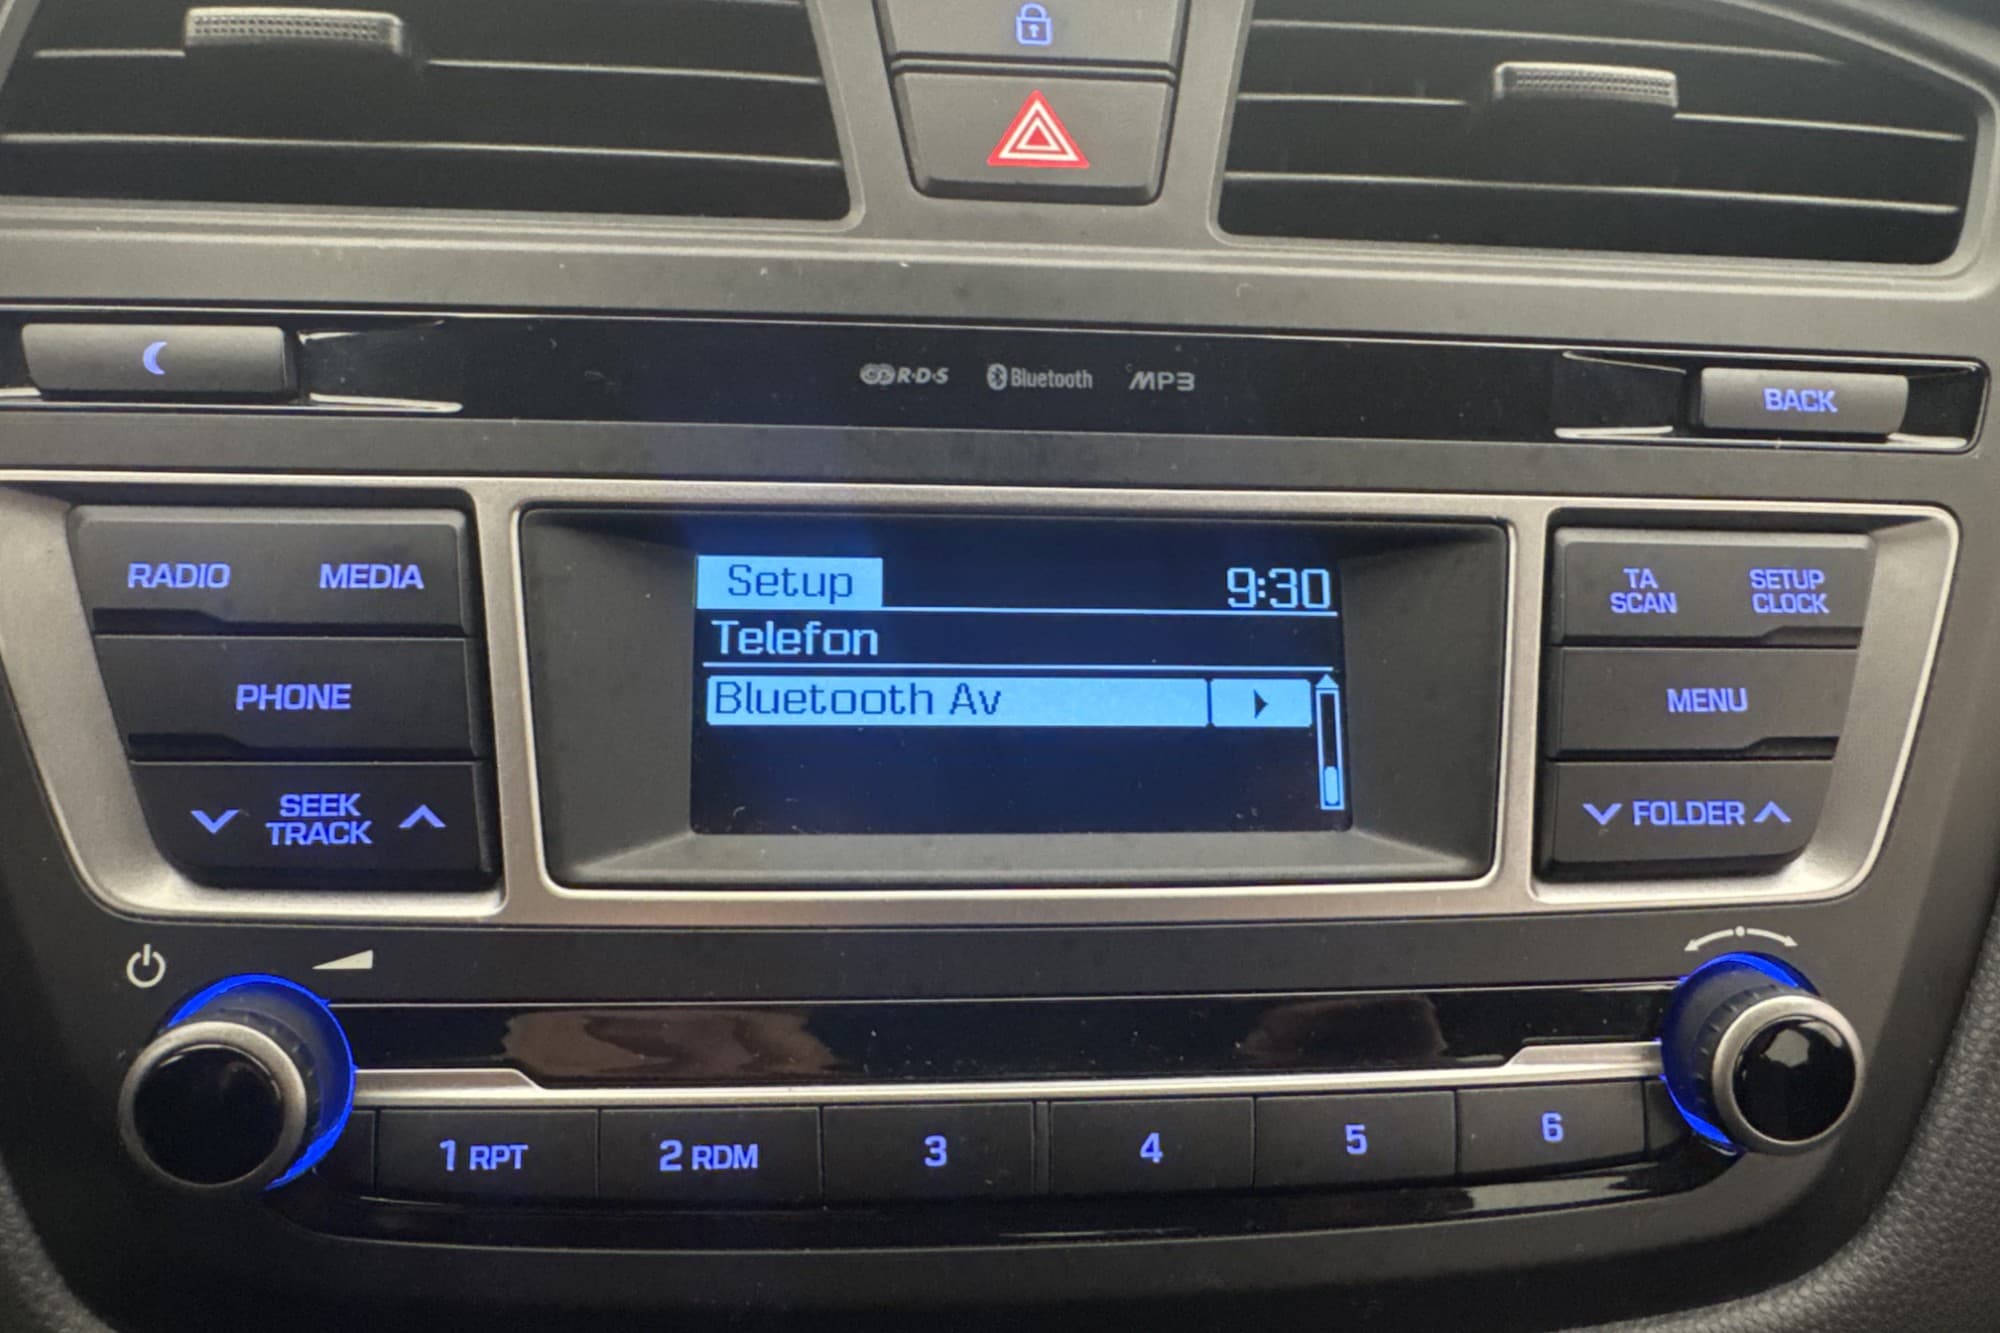 RDS Bluetooth MP3
BACK
RADIO MEDIA
PHONE
SEEK
TRACK
Setup 9:30
Telefon
Bluetooth Av
TA
SCAN
SETUP
CLOCK
MENU
FOLDER
1 RPT 2 RDM 3 4 5 6